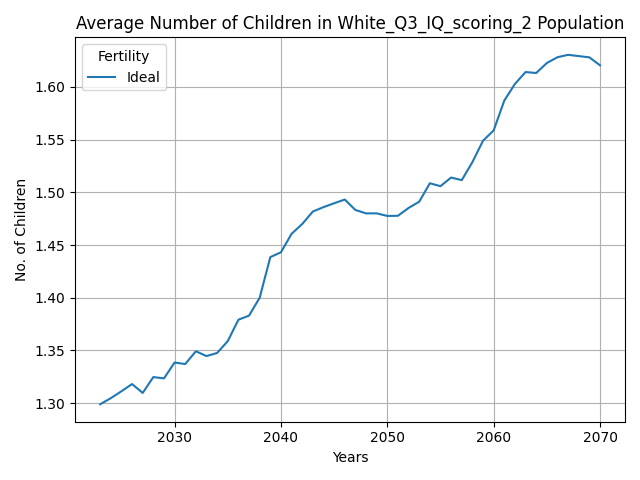 Average Number of Children in White_Q3_IQ_scoring_2 Population
Fertility
Ideal
No. of Children
1.60
1.55
1.50
1.45
1.40
1.35
1.30
2030
2040
2050
2060
2070
Years